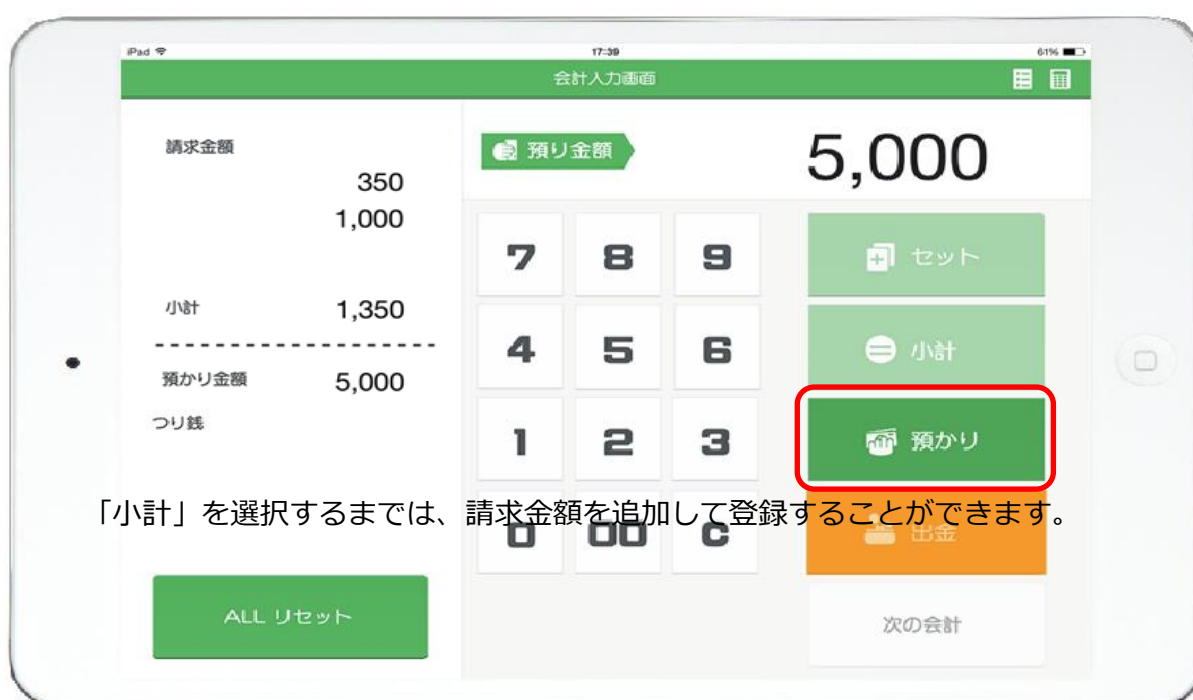 iPad 17:39 61%
会計入力画面
請求金額
350
1,000
小計 1,350
預かり金額 5,000
つり銭
預り金額 5,000
7 8 9 セット
4 5 6 小計
1 2 3 預かり
「小計」を選択するまでは、請求金額を追加して登録することができます。
0 00 C 出金
ALL リセット
次の会計